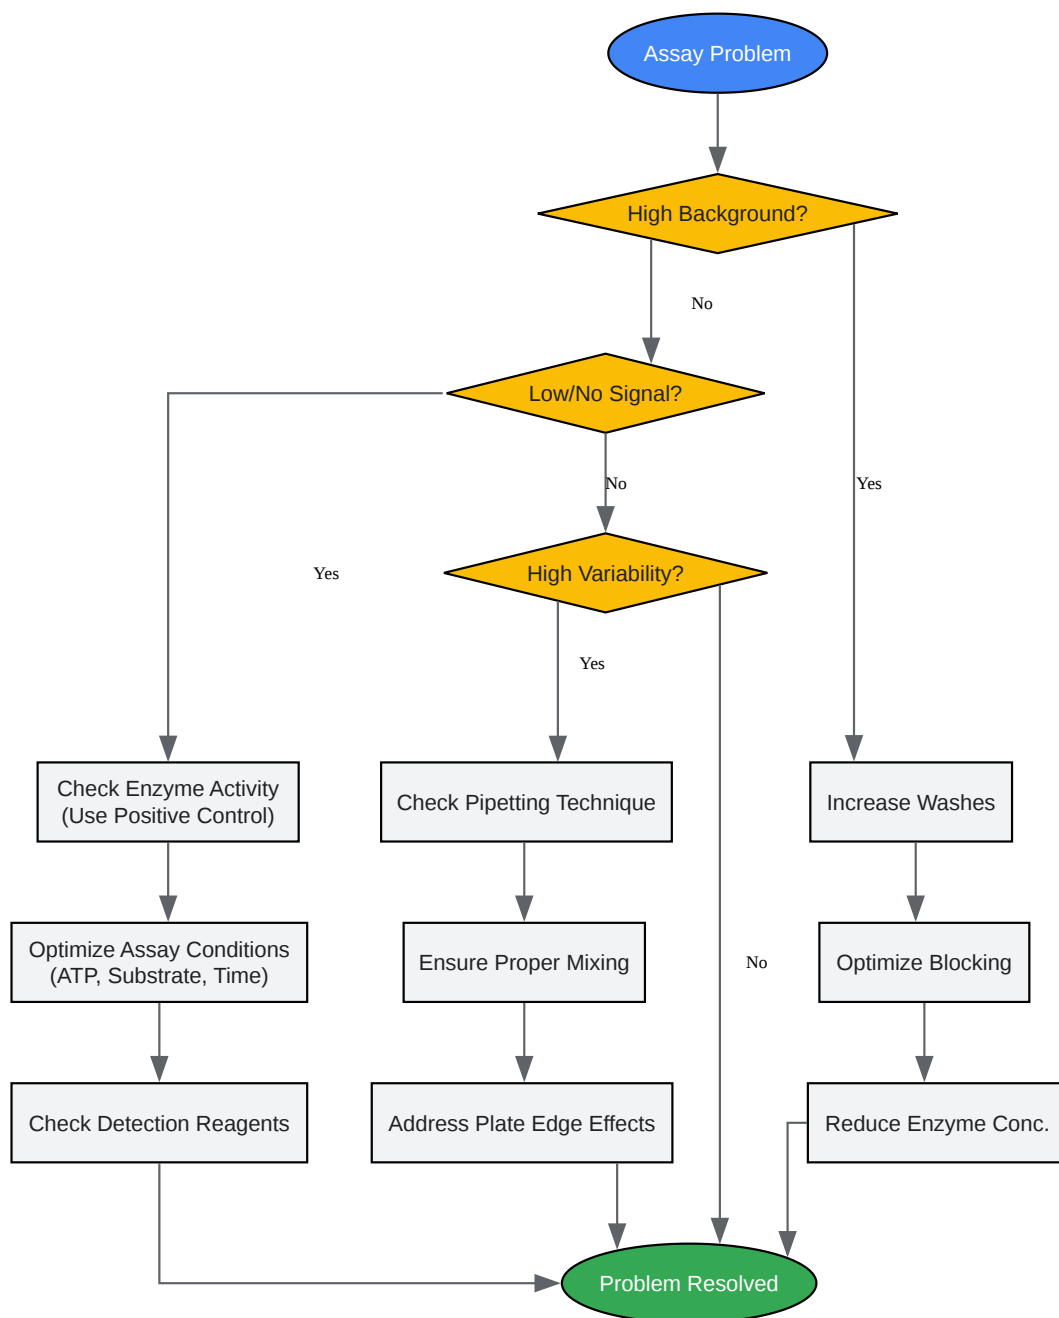 Assay Problem
High Background?
No
Low/No Signal?
No
Yes
High Variability?
Yes
Yes
Check Enzyme Activity
(Use Positive Control)
Check Pipetting Technique
Increase Washes
Optimize Assay Conditions
(ATP, Substrate, Time)
Ensure Proper Mixing
No
Optimize Blocking
Check Detection Reagents
Address Plate Edge Effects
Reduce Enzyme Conc.
Problem Resolved